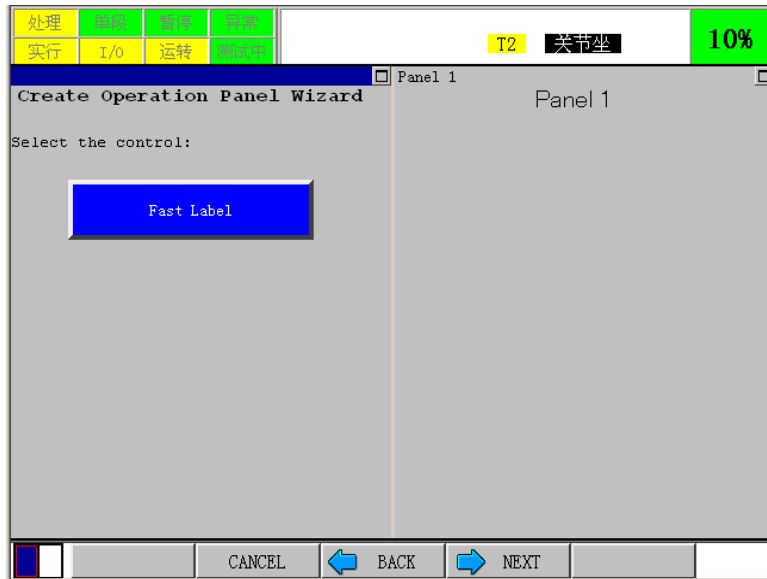 处理 单段 暂停 异常
实行 I/O 运转 测试中
T2 关节坐
10%
Panel 1
Create Operation Panel Wizard
Select the control:
Fast Label
Panel 1
CANCEL BACK NEXT